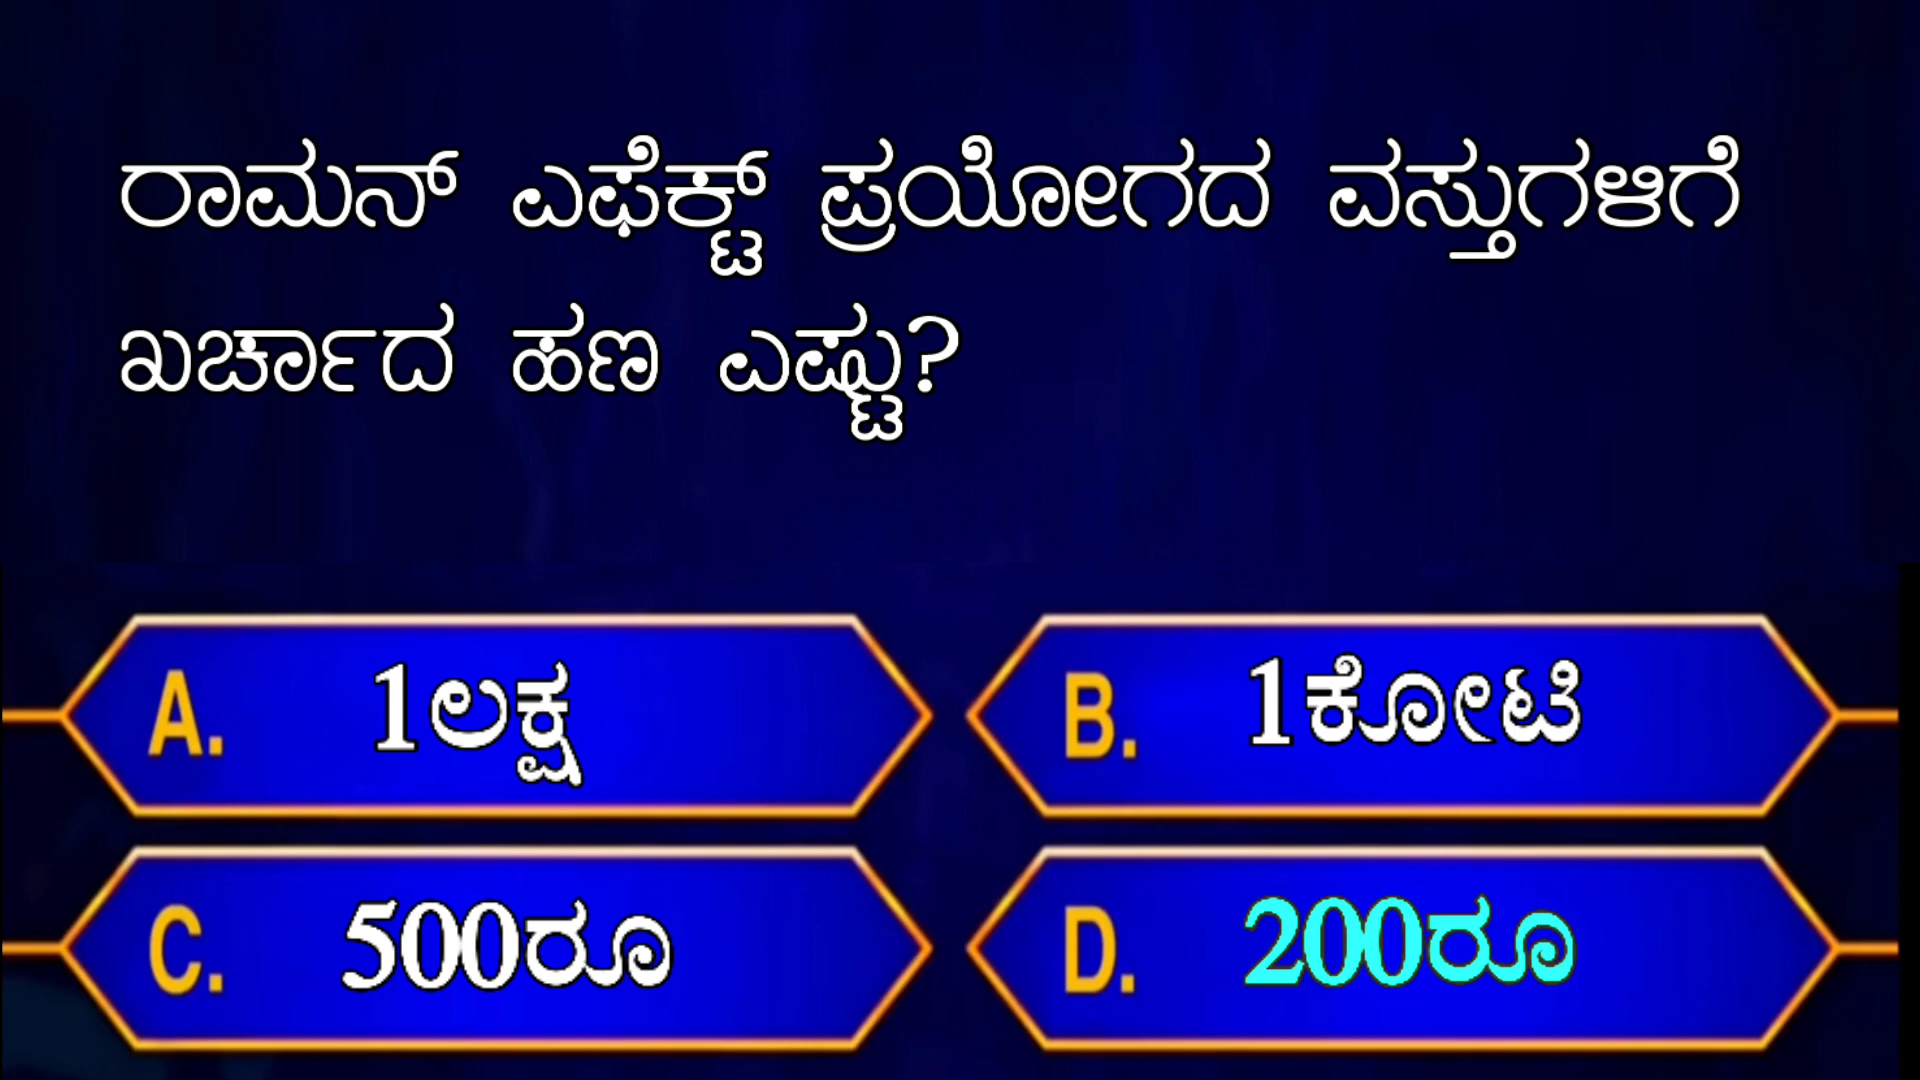 ರಾಮನ್ ಎಫೆಕ್ಟ್ ಪ್ರಯೋಗದ ವಸ್ತುಗಳಿಗೆ
ಖರ್ಚಾದ ಹಣ ಎಷ್ಟು?
A. 1ಲಕ್ಷ
B. 1ಕೋಟಿ
C. 500ರೂ
D. 200ರೂ